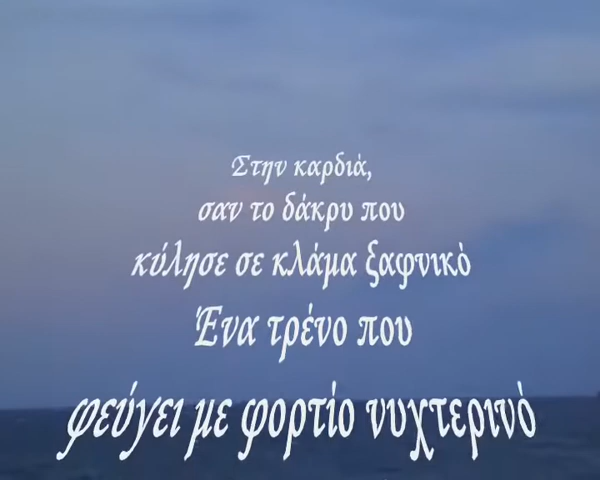 Στην καρδιά,
σαν το δάκρυ που
κύλησε σε κλάμα ξαφνικό
Ένα τρένο που
φεύγει με φορτίο νυχτερινό